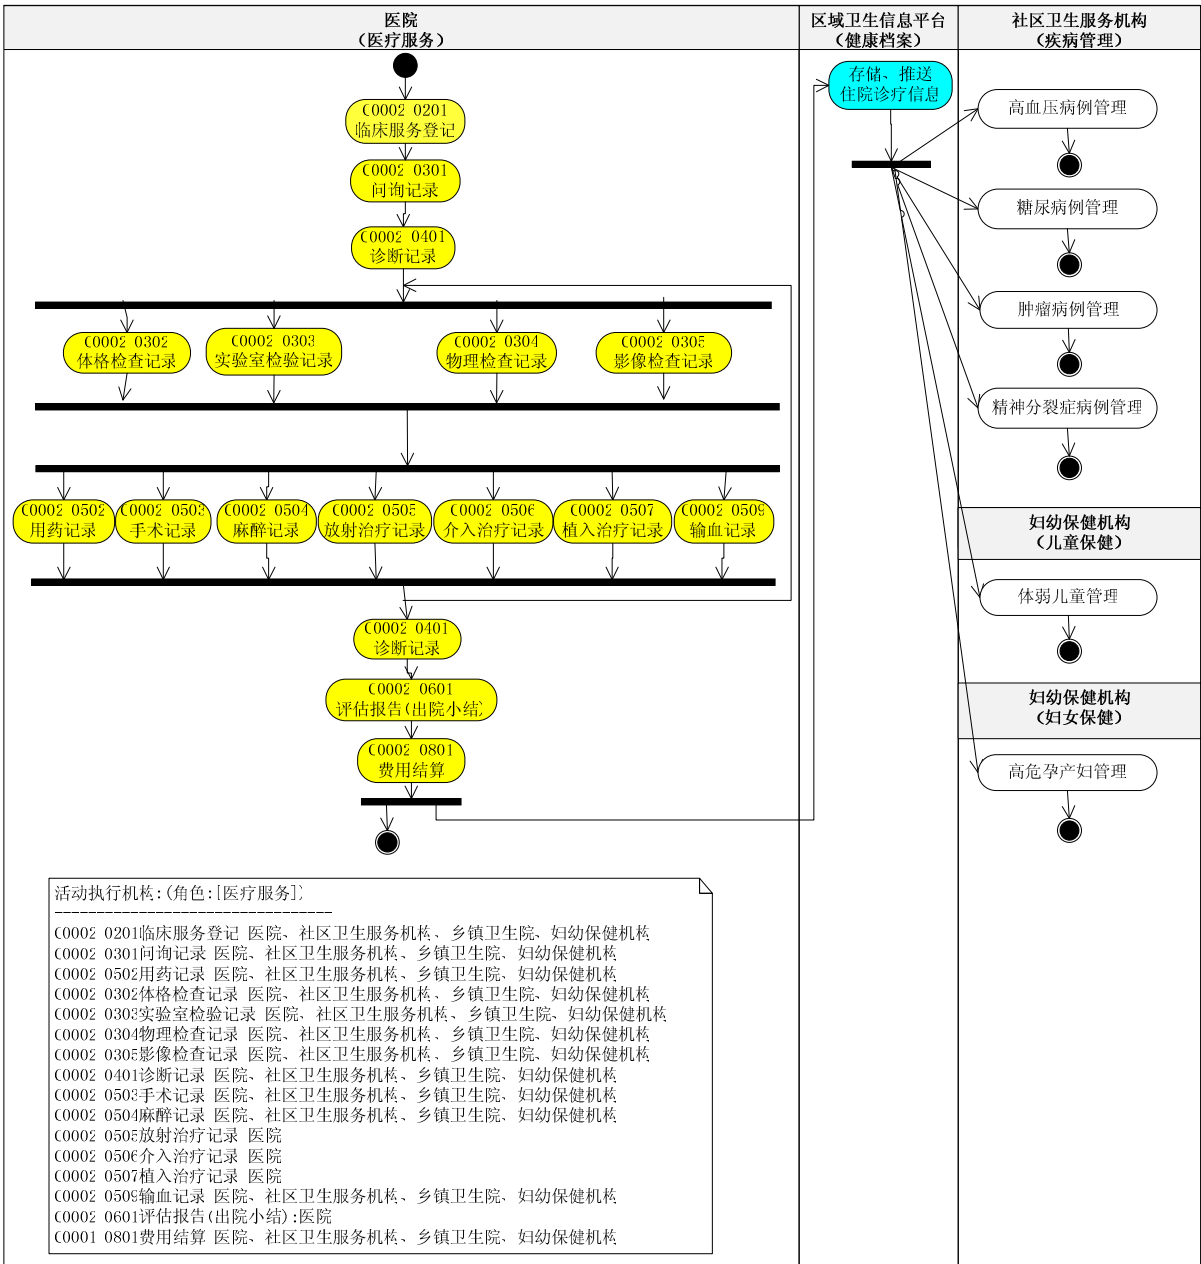 医院
（医疗服务）
区域卫生信息平台
（健康档案）
社区卫生服务机构
（疾病管理）
C0002 0201
临床服务登记
C0002 0301
问询记录
C0002 0401
诊断记录
C0002 0302
体格检查记录
C0002 0303
实验室检验记录
C0002 0304
物理检查记录
C0002 0305
影像检查记录
C0002 0502
用药记录
C0002 0503
手术记录
C0002 0504
麻醉记录
C0002 0505
放射治疗记录
C0002 0506
介入治疗记录
C0002 0507
植入治疗记录
C0002 0509
输血记录
C0002 0401
诊断记录
C0002 0601
评估报告(出院小结)
C0002 0801
费用结算
存储、推送
住院诊疗信息
高血压病例管理
糖尿病例管理
肿瘤病例管理
精神分裂症病例管理
妇幼保健机构
（儿童保健）
体弱儿童管理
妇幼保健机构
（妇女保健）
高危孕产妇管理
活动执行机构:(角色:[医疗服务])
---------------------------------
C0002 0201临床服务登记 医院、社区卫生服务机构、乡镇卫生院、妇幼保健机构
C0002 0301问询记录 医院、社区卫生服务机构、乡镇卫生院、妇幼保健机构
C0002 0502用药记录 医院、社区卫生服务机构、乡镇卫生院、妇幼保健机构
C0002 0302体格检查记录 医院、社区卫生服务机构、乡镇卫生院、妇幼保健机构
C0002 0303实验室检验记录 医院、社区卫生服务机构、乡镇卫生院、妇幼保健机构
C0002 0304物理检查记录 医院、社区卫生服务机构、乡镇卫生院、妇幼保健机构
C0002 0305影像检查记录 医院、社区卫生服务机构、乡镇卫生院、妇幼保健机构
C0002 0401诊断记录 医院、社区卫生服务机构、乡镇卫生院、妇幼保健机构
C0002 0503手术记录 医院、社区卫生服务机构、乡镇卫生院、妇幼保健机构
C0002 0504麻醉记录 医院、社区卫生服务机构、乡镇卫生院、妇幼保健机构
C0002 0505放射治疗记录 医院
C0002 0506介入治疗记录 医院
C0002 0507植入治疗记录 医院
C0002 0509输血记录 医院、社区卫生服务机构、乡镇卫生院、妇幼保健机构
C0002 0601评估报告(出院小结):医院
C0001 0801费用结算 医院、社区卫生服务机构、乡镇卫生院、妇幼保健机构